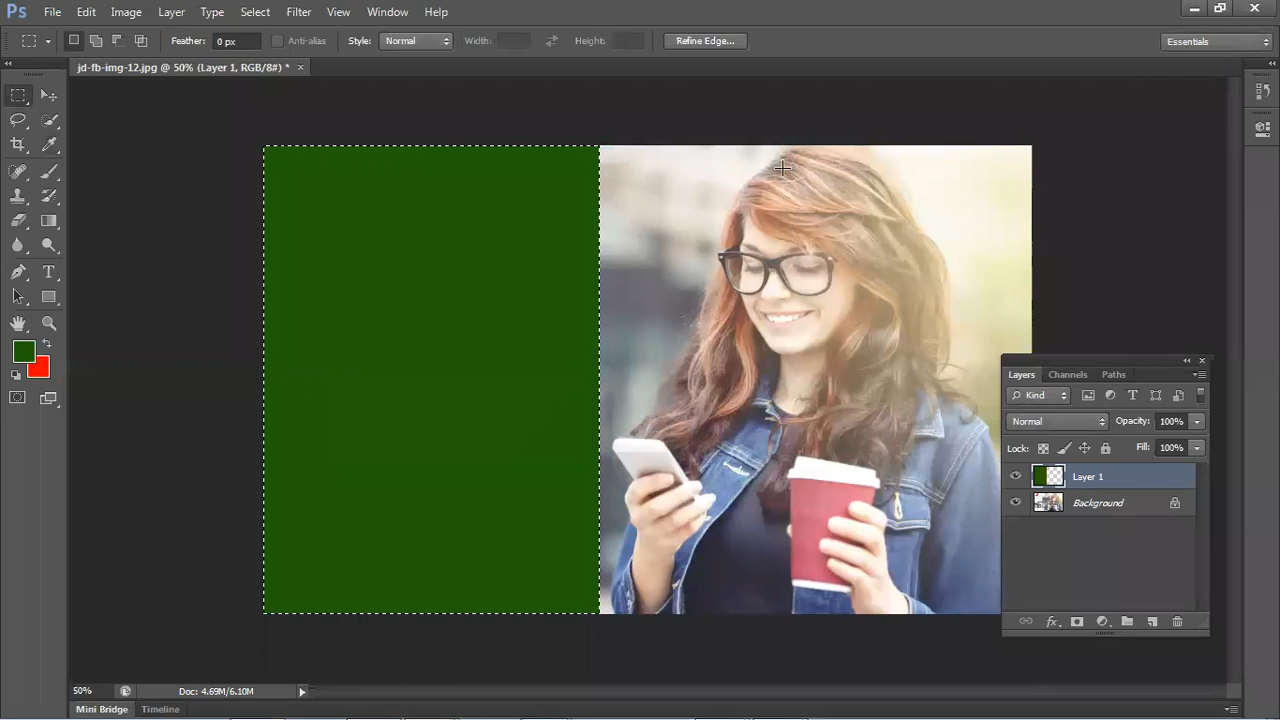 Ps File Edit Image Layer Type Select Filter View Window Help
Feather: 0 px Anti-alias Style: Normal Width: Height: Refine Edge... Essentials
jd-fb-img-12.jpg @ 50% (Layer 1, RGB/8#) * ×
Layers Channels Paths
Kind
Normal Opacity: 100%
Lock: Fill: 100%
Layer 1
Background
fx
50% Doc: 4.69M/6.10M
Mini Bridge Timeline